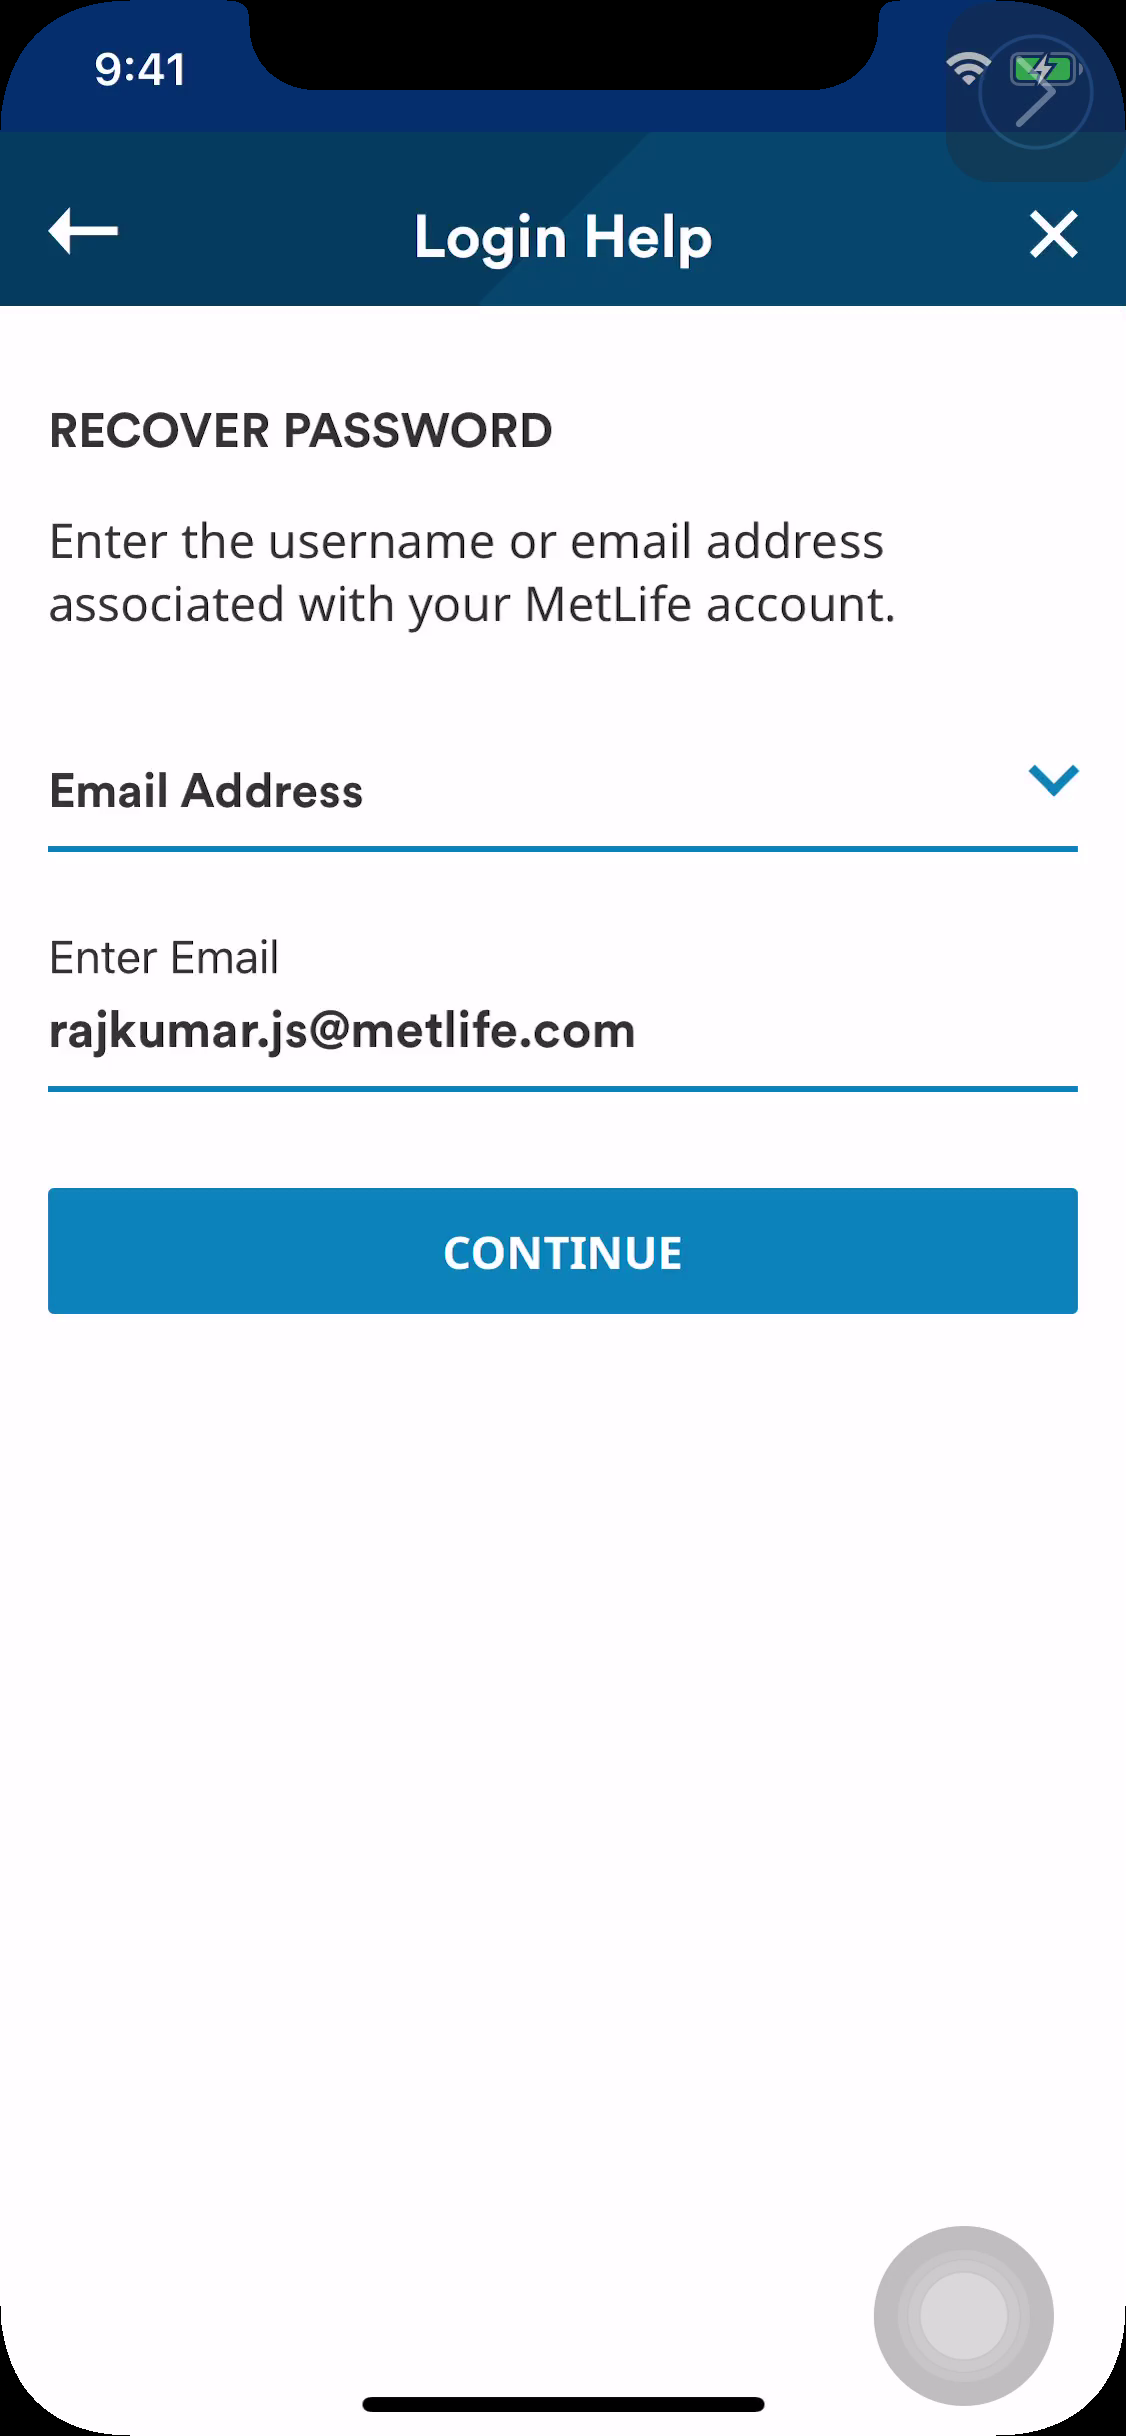 9:41
Login Help
RECOVER PASSWORD
Enter the username or email address
associated with your MetLife account.
Email Address
Enter Email
rajkumar.js@metlife.com
CONTINUE